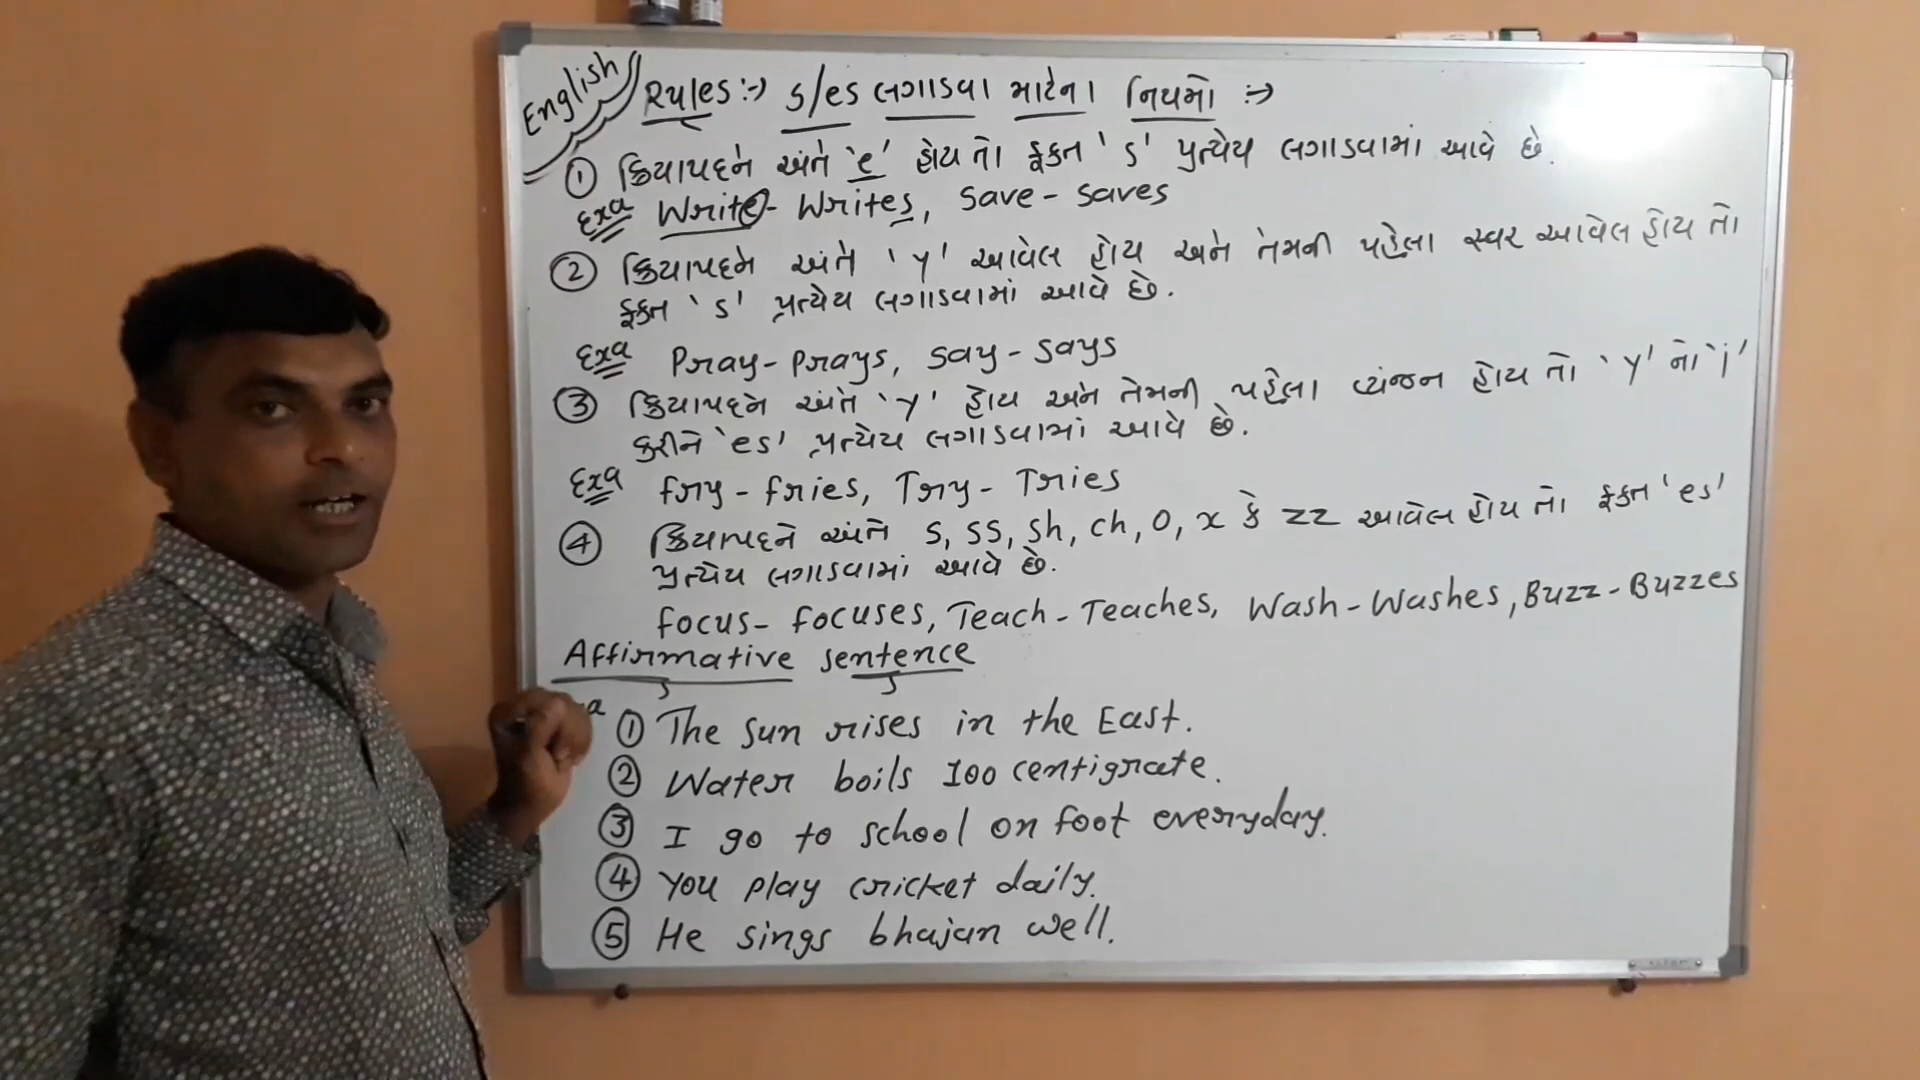 English
Rules :→ s/es લગાડવા માટેના નિયમો :→
① ક્રિયાપદને અંતે 'e' હોય તો ફક્ત 's' પ્રત્યેય લગાડવામાં આવે છે.
Exa Write - Writes, Save - Saves
② ક્રિયાપદને અંતે 'y' આવેલ હોય અને તેમની પહેલા સ્વર આવેલ હોય તો
ફક્ત 's' પ્રત્યેય લગાડવામાં આવે છે.
Exa Pray - Prays, Say - Says
③ ક્રિયાપદને અંતે 'y' હોય અને તેમની પહેલા વ્યંજન હોય તો 'y' નો 'i'
કરીને 'es' પ્રત્યેય લગાડવામાં આવે છે.
Exa fry - fries, Try - Tries
④ ક્રિયાપદને અંતે s, ss, sh, ch, o, x કે zz આવેલ હોય તો ફક્ત 'es'
પ્રત્યેય લગાડવામાં આવે છે.
focus - focuses, Teach - Teaches, Wash - Washes, Buzz - Buzzes
Affirmative sentence
① The Sun rises in the East.
② Water boils 100 centigrate.
③ I go to school on foot everyday.
④ You play cricket daily.
⑤ He sings bhajan well.